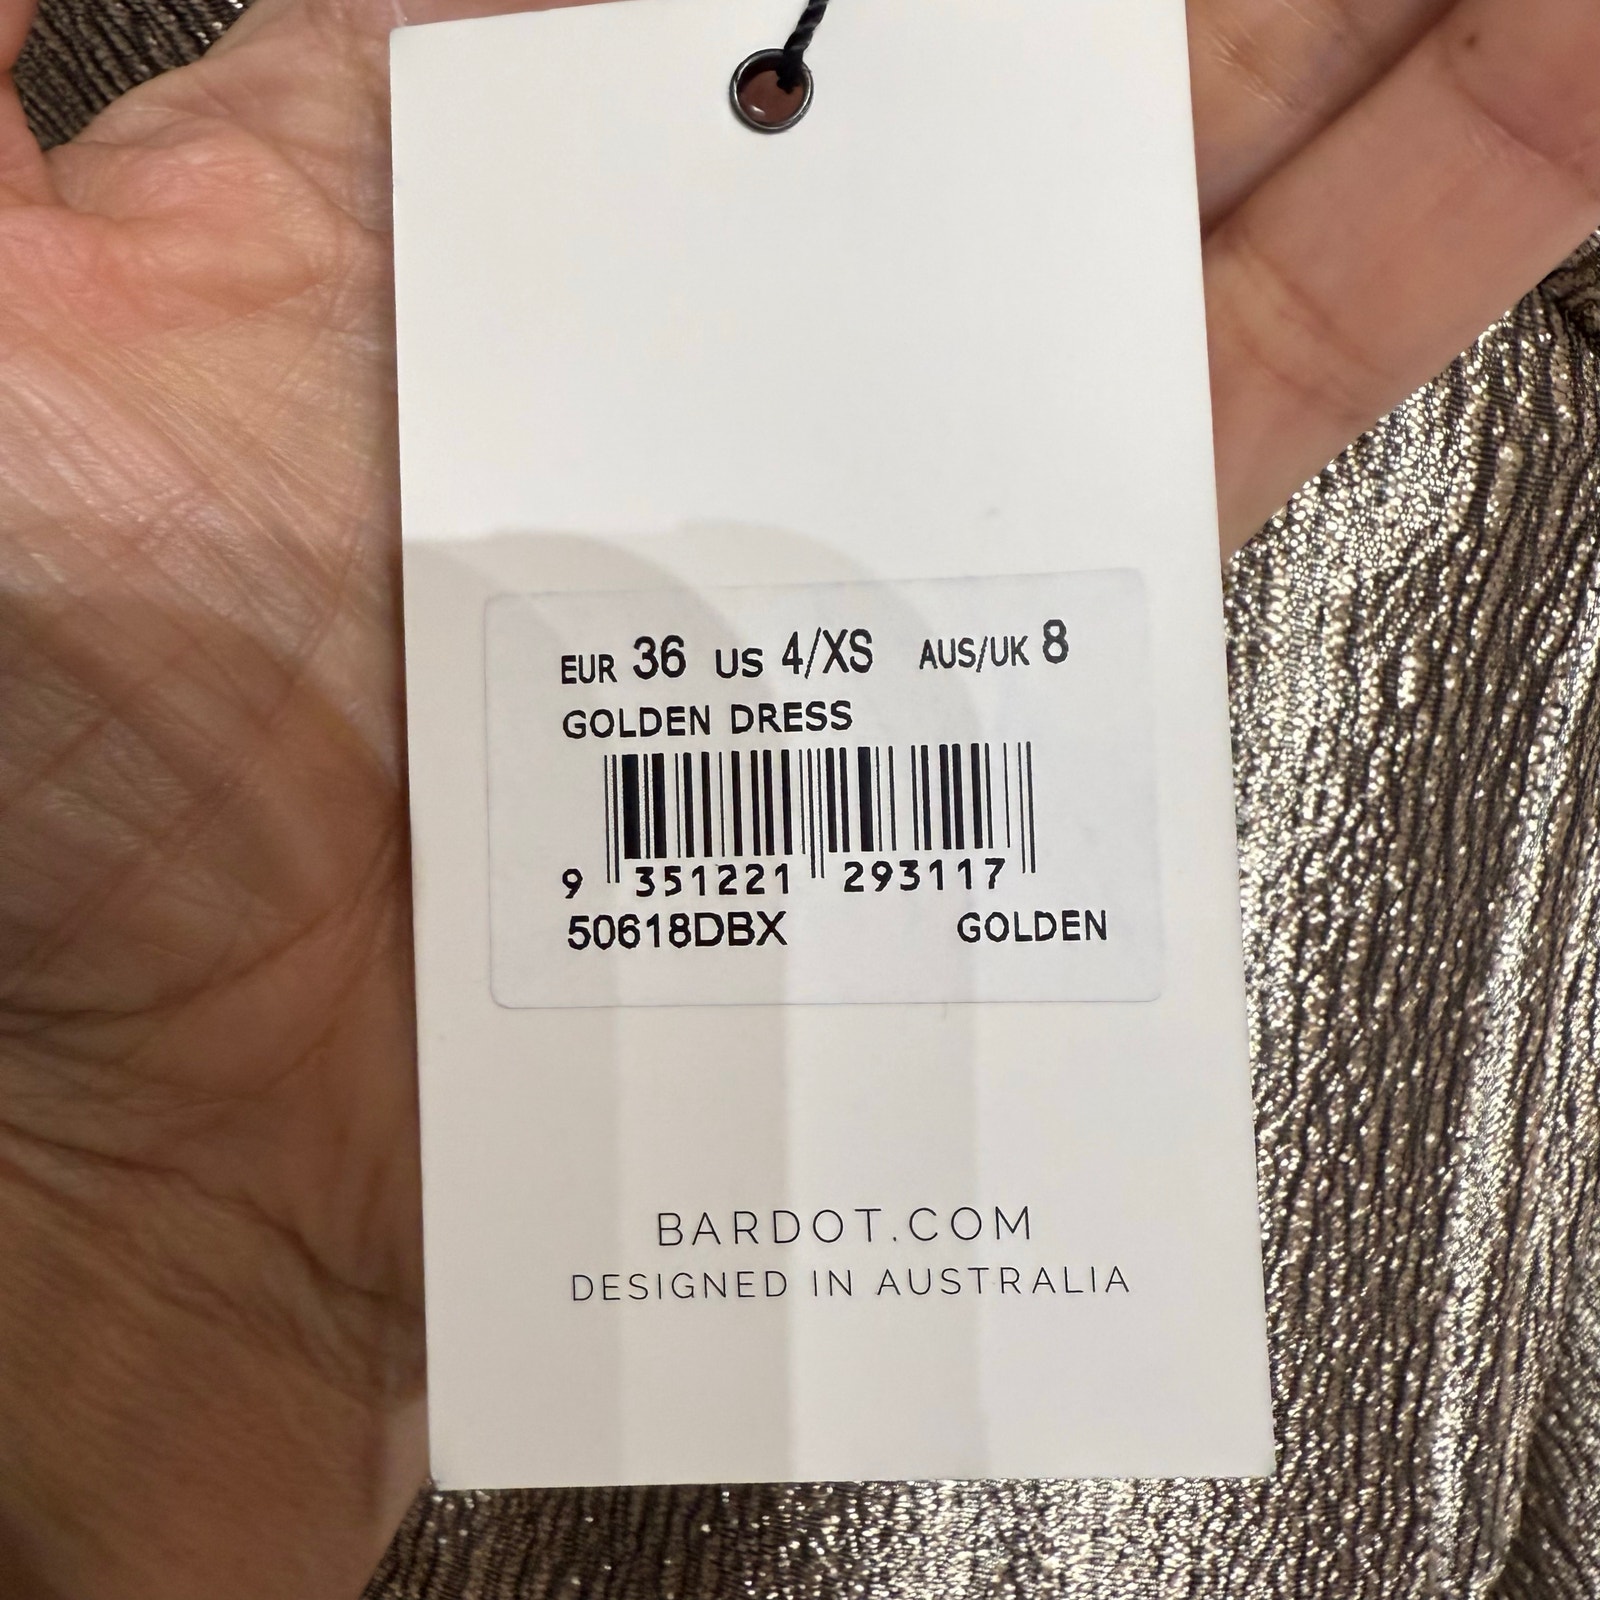 EUR 36 US 4/XS AUS/UK 8
GOLDEN DRESS
9 351221 293117
50618DBX GOLDEN
BARDOT.COM
DESIGNED IN AUSTRALIA